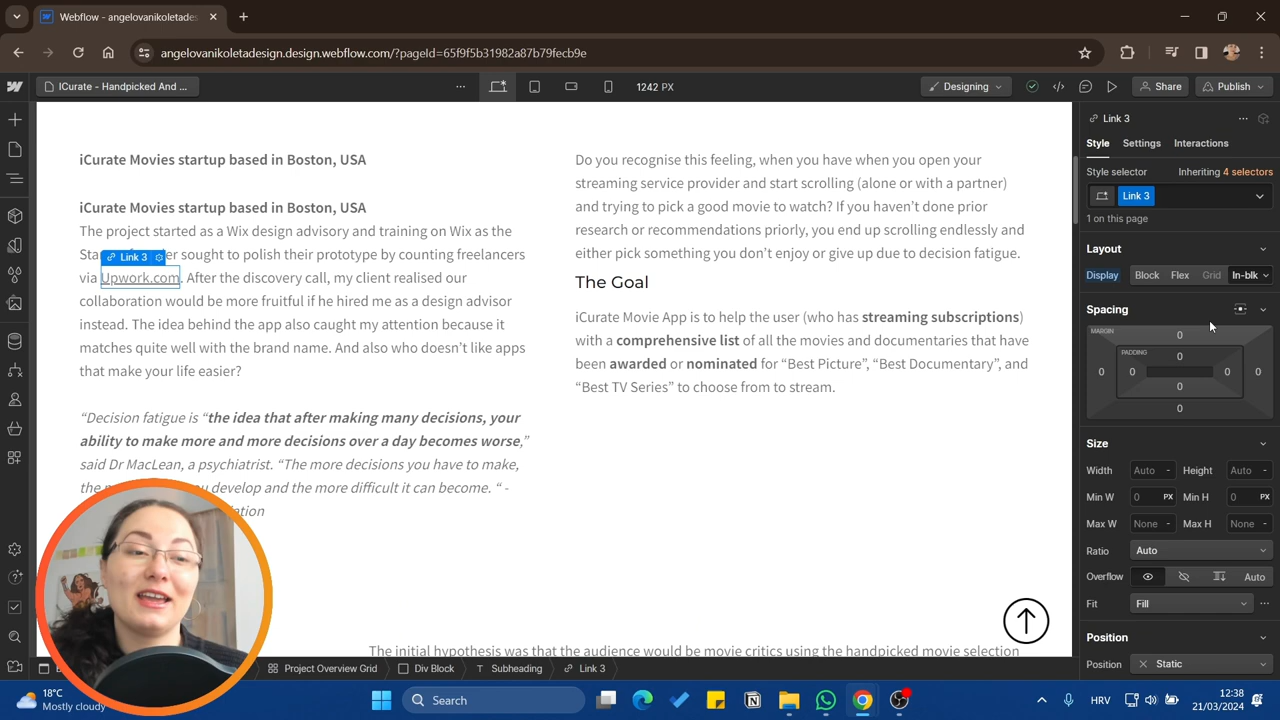 Webflow - angelovanikoletades
angelovanikoletadesign.design.webflow.com/?pageId=65f9f5b31982a87b79fecb9e
ICurate - Handpicked And ...
1242 PX
Designing
Share
Publish
iCurate Movies startup based in Boston, USA
iCurate Movies startup based in Boston, USA
The project started as a Wix design advisory and training on Wix as the
sought to polish their prototype by counting freelancers
Link 3
via Upwork.com. After the discovery call, my client realised our
collaboration would be more fruitful if he hired me as a design advisor
instead. The idea behind the app also caught my attention because it
matches quite well with the brand name. And also who doesn’t like apps
that make your life easier?
“Decision fatigue is “the idea that after making many decisions, your
ability to make more and more decisions over a day becomes worse,”
said Dr MacLean, a psychiatrist. “The more decisions you have to make,
the develop and the more difficult it can become. “ -
Do you recognise this feeling, when you have when you open your
streaming service provider and start scrolling (alone or with a partner)
and trying to pick a good movie to watch? If you haven’t done prior
research or recommendations priorly, you end up scrolling endlessly and
either pick something you don’t enjoy or give up due to decision fatigue.
The Goal
iCurate Movie App is to help the user (who has streaming subscriptions)
with a comprehensive list of all the movies and documentaries that have
been awarded or nominated for “Best Picture”, “Best Documentary”, and
“Best TV Series” to choose from to stream.
The initial hypothesis was that the audience would be movie critics using the handpicked movie selection
Link 3
Style Settings Interactions
Style selector Inheriting 4 selectors
Link 3
1 on this page
Layout
Display Block Flex Grid In-blk
Spacing
MARGIN 0
PADDING 0
0 0 0 0
0
0
Size
Width Auto - Height Auto -
Min W 0 PX Min H 0 PX
Max W None - Max H None -
Ratio Auto
Overflow Auto
Fit Fill
Position
Position Static
Project Overview Grid Div Block Subheading Link 3
18°C
Mostly cloudy
Search
HRV
12:38
21/03/2024